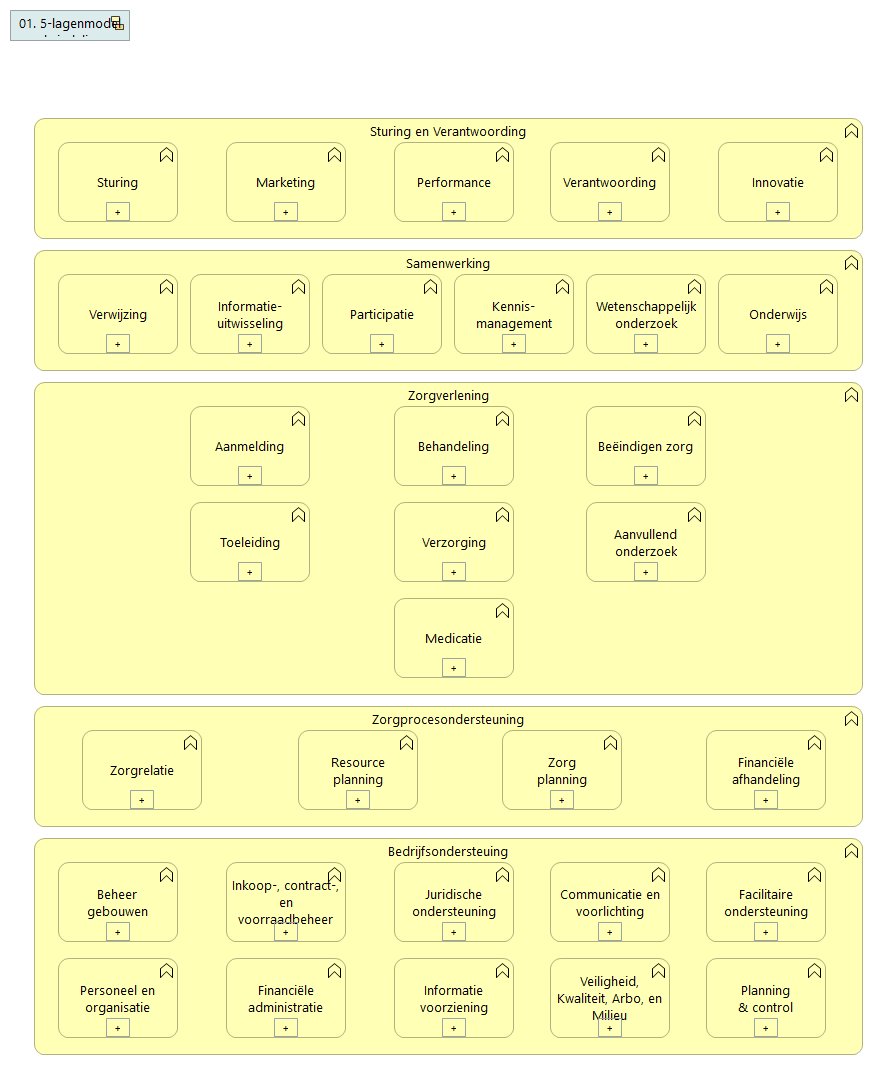 01. 5-lagenmodel
Sturing en Verantwoording
Sturing
Marketing
Performance
Verantwoording
Innovatie
+
+
+
+
+
Samenwerking
Verwijzing
Informatie-
uitwisseling
Participatie
Kennis-
management
Wetenschappelijk
onderzoek
Onderwijs
+
+
+
+
+
+
Zorgverlening
Aanmelding
Behandeling
Beëindigen zorg
+
+
+
Toeleiding
Verzorging
Aanvullend
onderzoek
+
+
+
Medicatie
+
Zorgprocesondersteuning
Zorgrelatie
Resource
planning
Zorg
planning
Financiële
afhandeling
+
+
+
+
Bedrijfsondersteuing
Beheer
gebouwen
Inkoop-, contract-,
en
voorraadbeheer
Juridische
ondersteuning
Communicatie en
voorlichting
Facilitaire
ondersteuning
+
+
+
+
+
Personeel en
organisatie
Financiële
administratie
Informatie
voorziening
Veiligheid,
Kwaliteit, Arbo, en
Milieu
Planning
& control
+
+
+
+
+